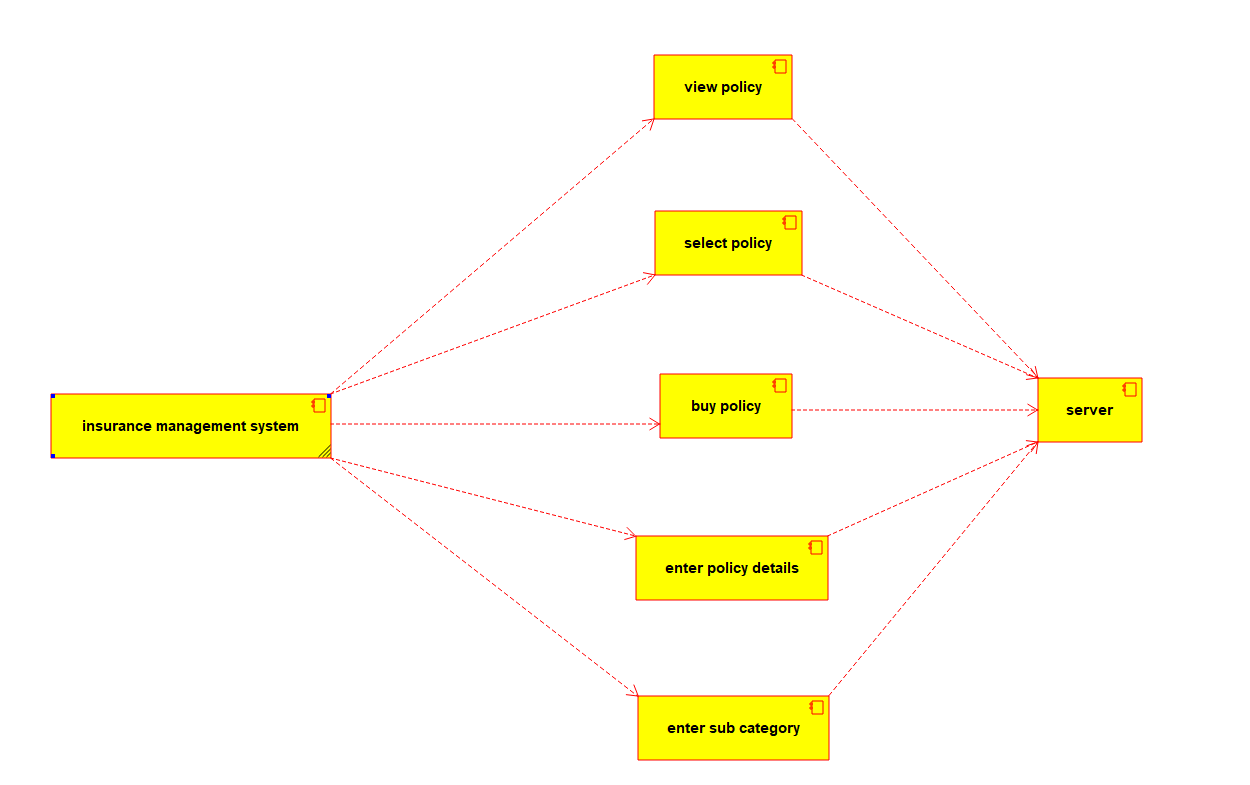 view policy
select policy
insurance management system
buy policy
server
enter policy details
enter sub category